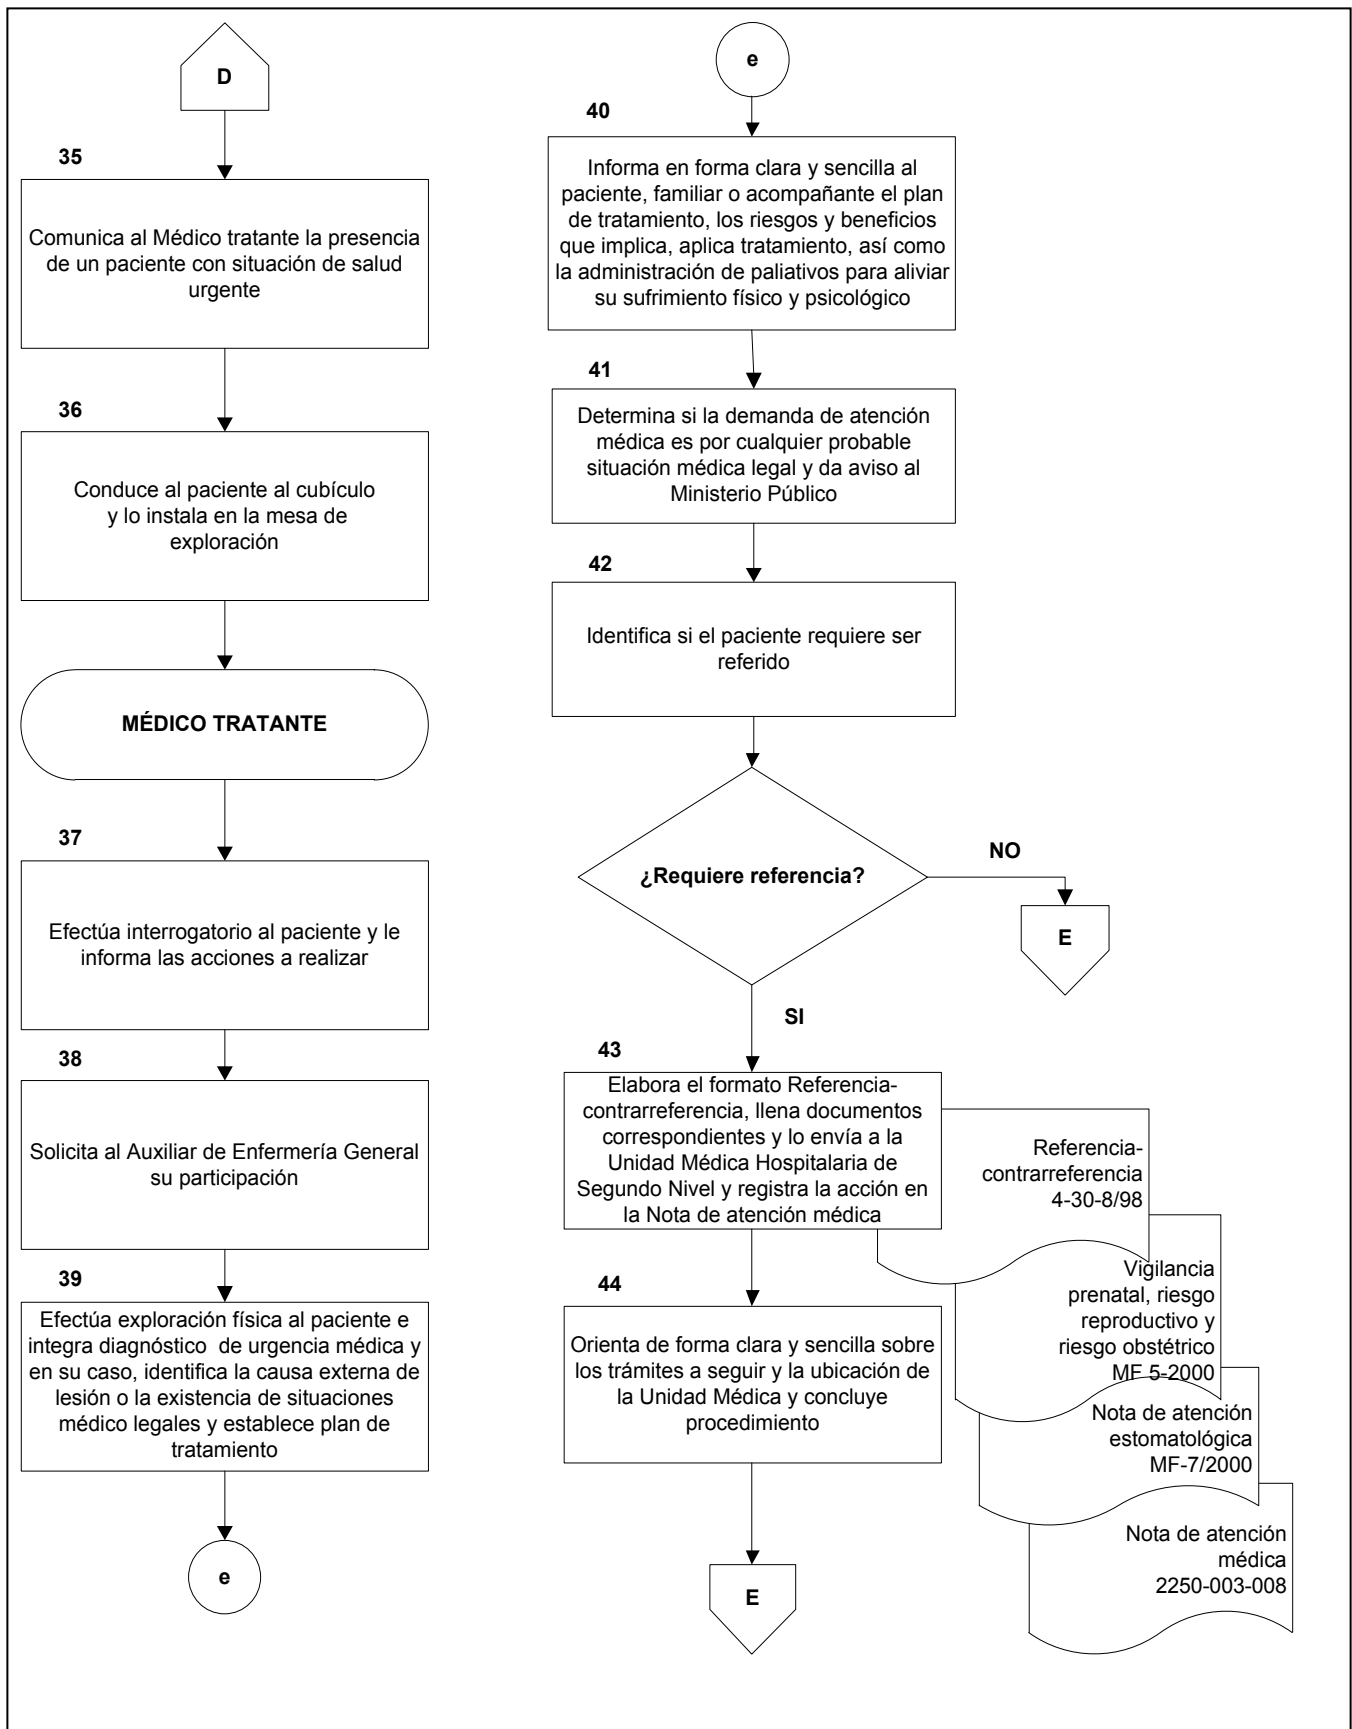 D
35
Comunica al Médico tratante la presencia
de un paciente con situación de salud
urgente
36
Conduce al paciente al cubículo
y lo instala en la mesa de
exploración
MÉDICO TRATANTE
37
Efectúa interrogatorio al paciente y le
informa las acciones a realizar
38
Solicita al Auxiliar de Enfermería General
su participación
39
Efectúa exploración física al paciente e
integra diagnóstico de urgencia médica y
en su caso, identifica la causa externa de
lesión o la existencia de situaciones
médico legales y establece plan de
tratamiento
e
e
40
Informa en forma clara y sencilla al
paciente, familiar o acompañante el plan
de tratamiento, los riesgos y beneficios
que implica, aplica tratamiento, así como
la administración de paliativos para aliviar
su sufrimiento físico y psicológico
41
Determina si la demanda de atención
médica es por cualquier probable
situación médica legal y da aviso al
Ministerio Público
42
Identifica si el paciente requiere ser
referido
¿Requiere referencia?
NO
E
SI
43
Elabora el formato Referencia-
contrarreferencia, llena documentos
correspondientes y lo envía a la
Unidad Médica Hospitalaria de
Segundo Nivel y registra la acción en
la Nota de atención médica
Referencia-
contrarreferencia
4-30-8/98
Vigilancia
prenatal, riesgo
reproductivo y
riesgo obstétrico
MF 5-2000
Nota de atención
estomatológica
MF-7/2000
Nota de atención
médica
2250-003-008
44
Orienta de forma clara y sencilla sobre
los trámites a seguir y la ubicación de
la Unidad Médica y concluye
procedimiento
E